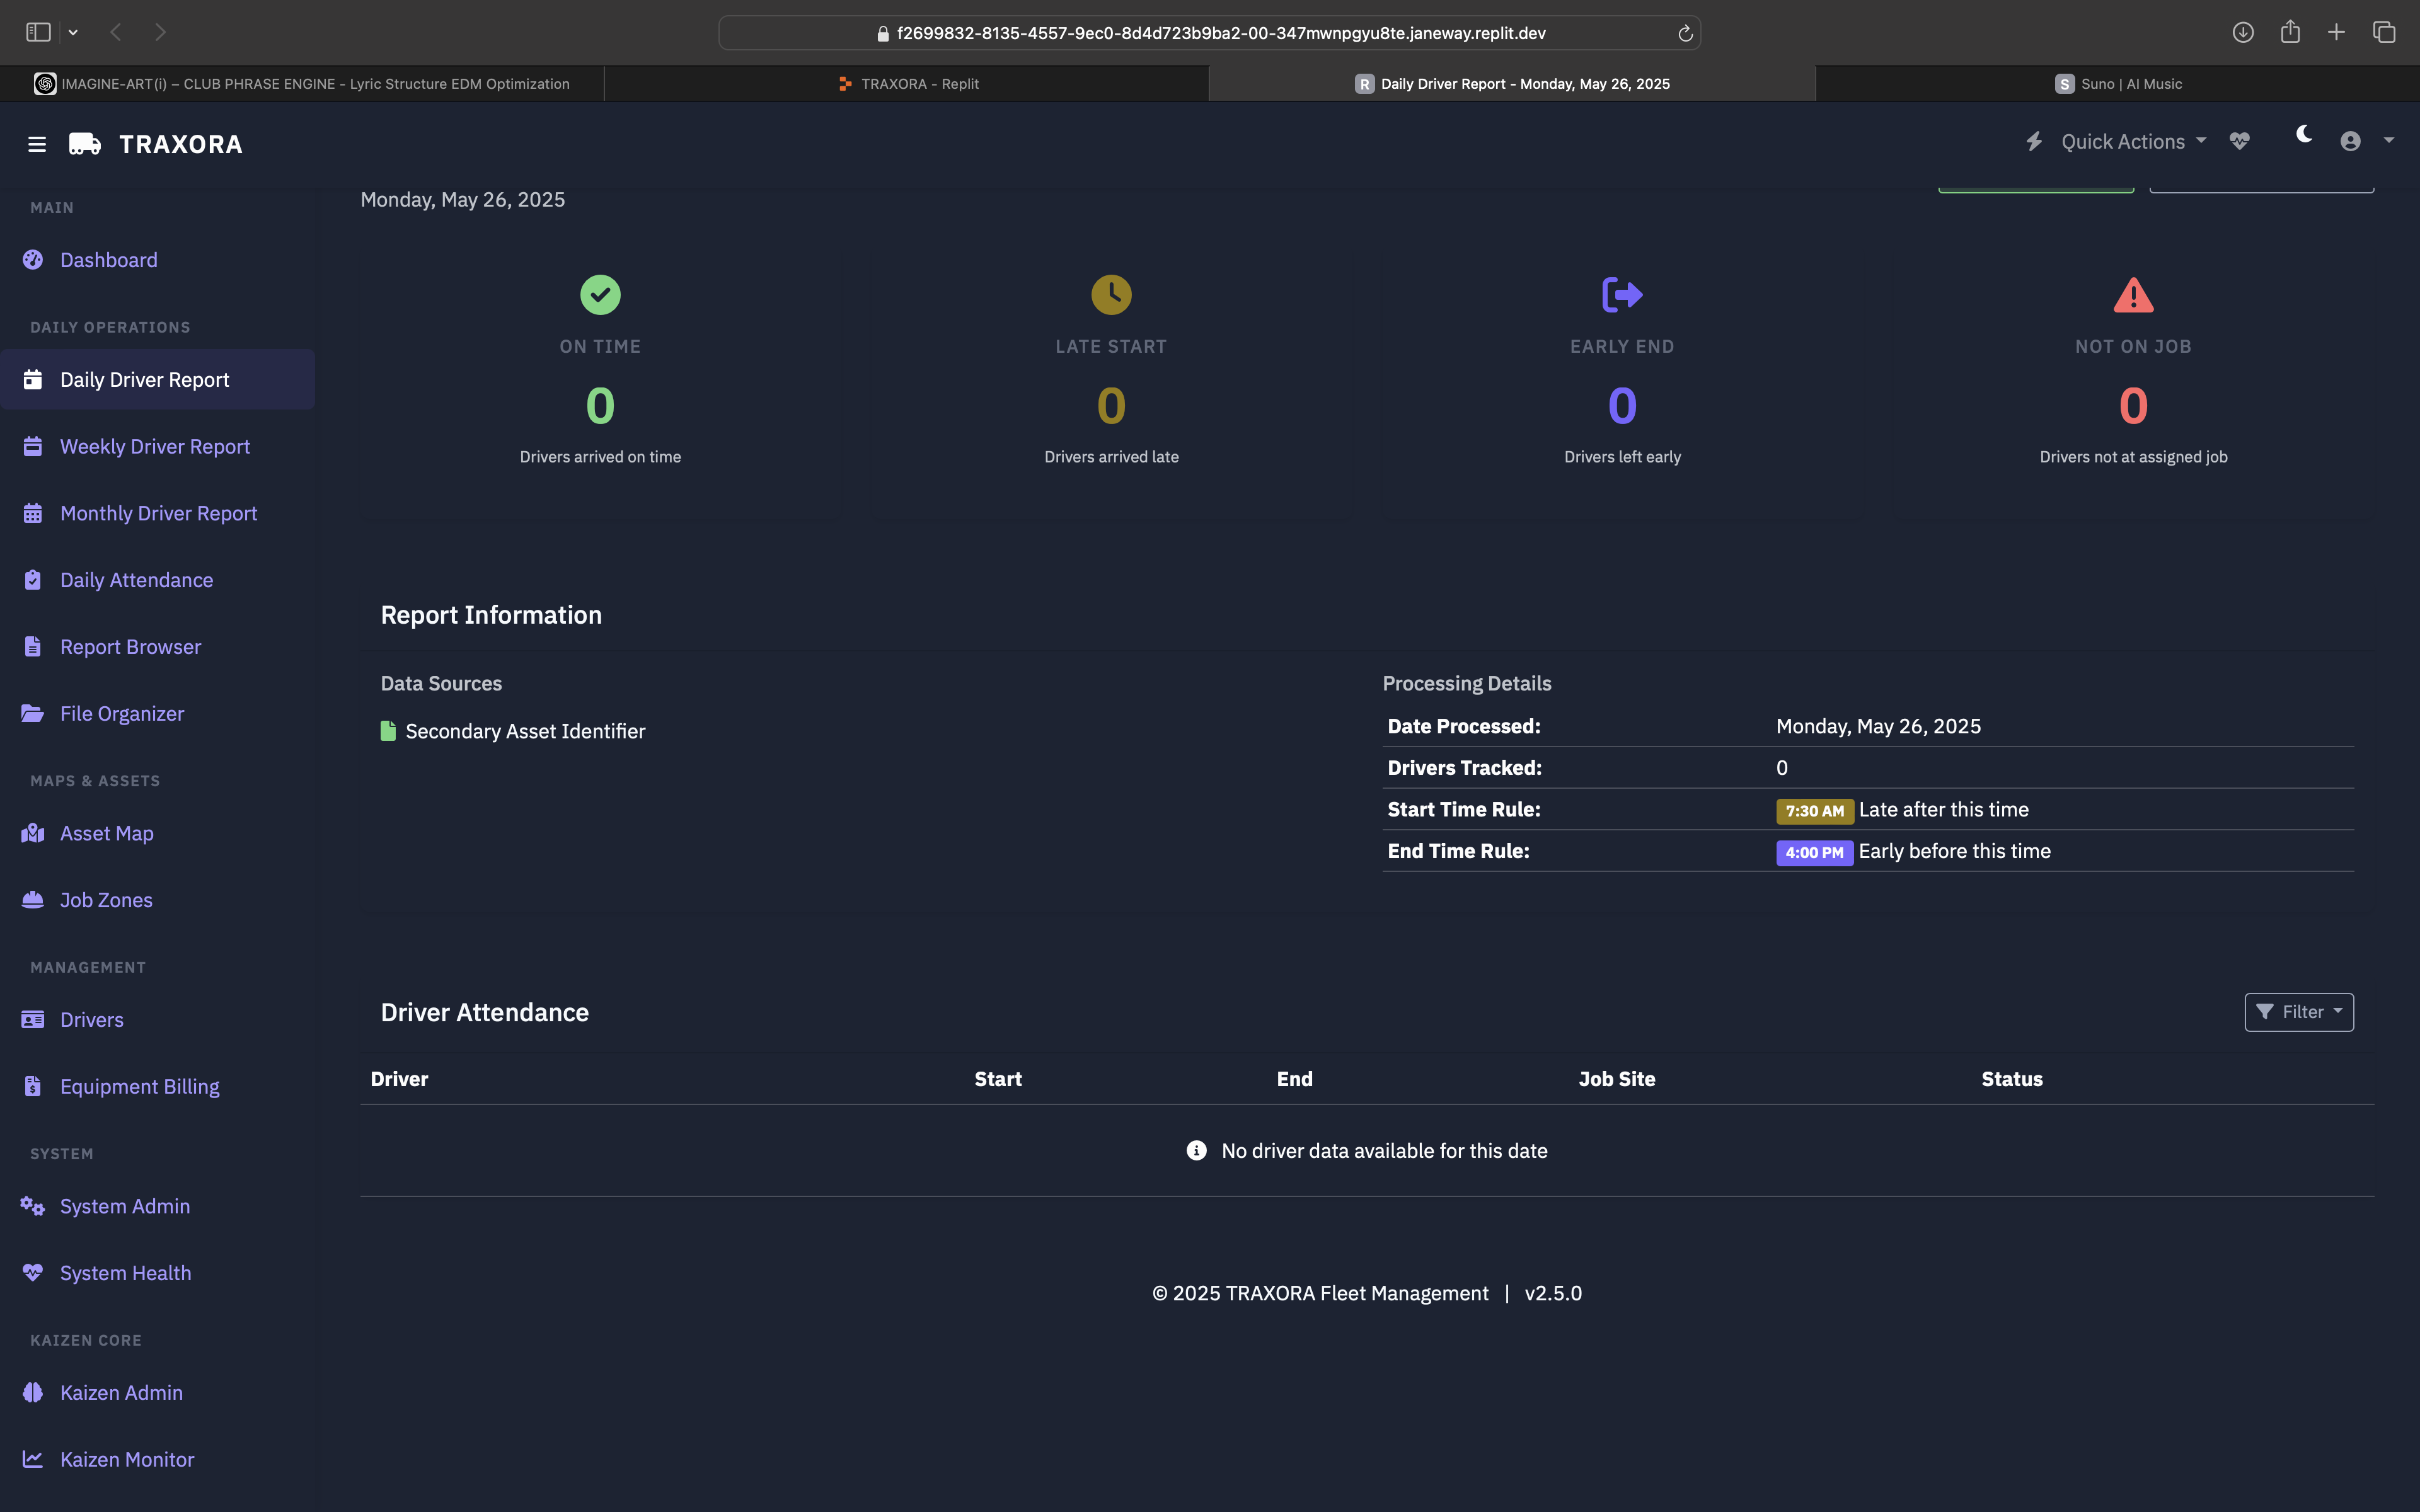 f2699832-8135-4557-9ec0-8d4d723b9ba2-00-347mwnpgyu8te.janeway.replit.dev
IMAGINE-ART(i) – CLUB PHRASE ENGINE - Lyric Structure EDM Optimization
TRAXORA - Replit
R Daily Driver Report - Monday, May 26, 2025
S Suno | AI Music
TRAXORA
Quick Actions
MAIN
Dashboard
DAILY OPERATIONS
Daily Driver Report
Weekly Driver Report
Monthly Driver Report
Daily Attendance
Report Browser
File Organizer
MAPS & ASSETS
Asset Map
Job Zones
MANAGEMENT
Drivers
Equipment Billing
SYSTEM
System Admin
System Health
KAIZEN CORE
Kaizen Admin
Kaizen Monitor
Monday, May 26, 2025
ON TIME
0
Drivers arrived on time
LATE START
0
Drivers arrived late
EARLY END
0
Drivers left early
NOT ON JOB
0
Drivers not at assigned job
Report Information
Data Sources
Secondary Asset Identifier
Processing Details
Date Processed: Monday, May 26, 2025
Drivers Tracked: 0
Start Time Rule: 7:30 AM Late after this time
End Time Rule: 4:00 PM Early before this time
Driver Attendance
Filter
Driver Start End Job Site Status
No driver data available for this date
© 2025 TRAXORA Fleet Management | v2.5.0